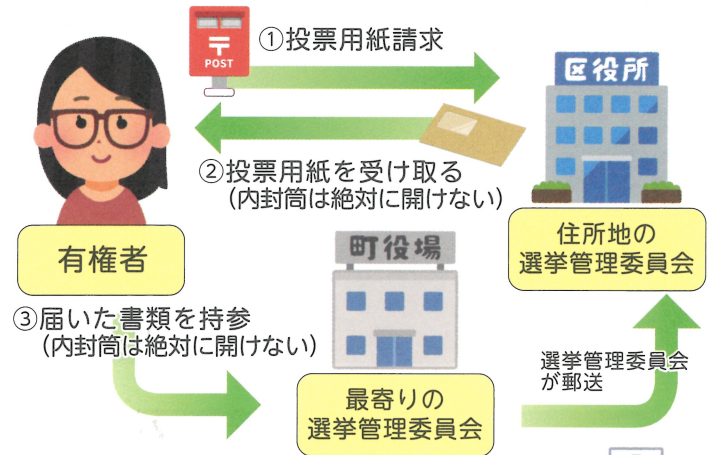 ①投票用紙請求
〒
POST
区役所
②投票用紙を受け取る
(内封筒は絶対に開けない)
有権者
住所地の
選挙管理委員会
町役場
③届いた書類を持参
(内封筒は絶対に開けない)
最寄りの
選挙管理委員会
選挙管理委員会
が郵送